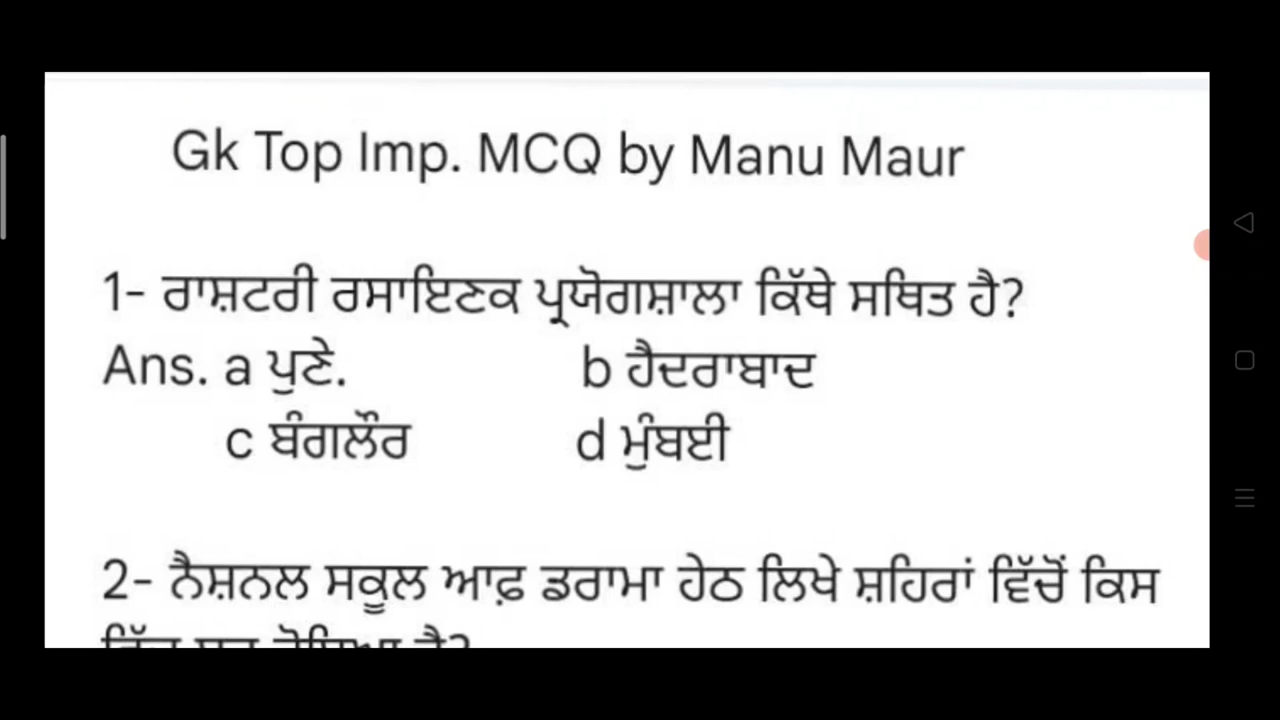 Gk Top Imp. MCQ by Manu Maur
1- ਰਾਸ਼ਟਰੀ ਰਸਾਇਣਕ ਪ੍ਰਯੋਗਸ਼ਾਲਾ ਕਿੱਥੇ ਸਥਿਤ ਹੈ?
Ans. a ਪੁਣੇ. b ਹੈਦਰਾਬਾਦ
c ਬੰਗਲੌਰ d ਮੁੰਬਈ
2- ਨੈਸ਼ਨਲ ਸਕੂਲ ਆਫ਼ ਡਰਾਮਾ ਹੇਠ ਲਿਖੇ ਸ਼ਹਿਰਾਂ ਵਿੱਚੋਂ ਕਿਸ